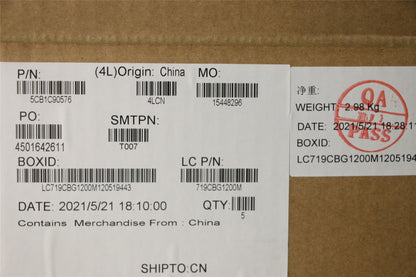 P/N:
(4L)Origin: China
MO:
5CB1C90576
4LCN
15448296
PO:
SMTPN:
4501642611
T007
BOXID:
LC P/N:
LC719CBG1200M120519443
719CBG1200M
DATE: 2021/5/21 18:10:00
QTY:
5
Contains Merchandise From : China
SHIPTO:CN
净重:
WEIGHT: 2.98 Kg
DATE: 2021/5/21 18:28:11
BOXID:
LC719CBG1200M12051944
QA
PASS